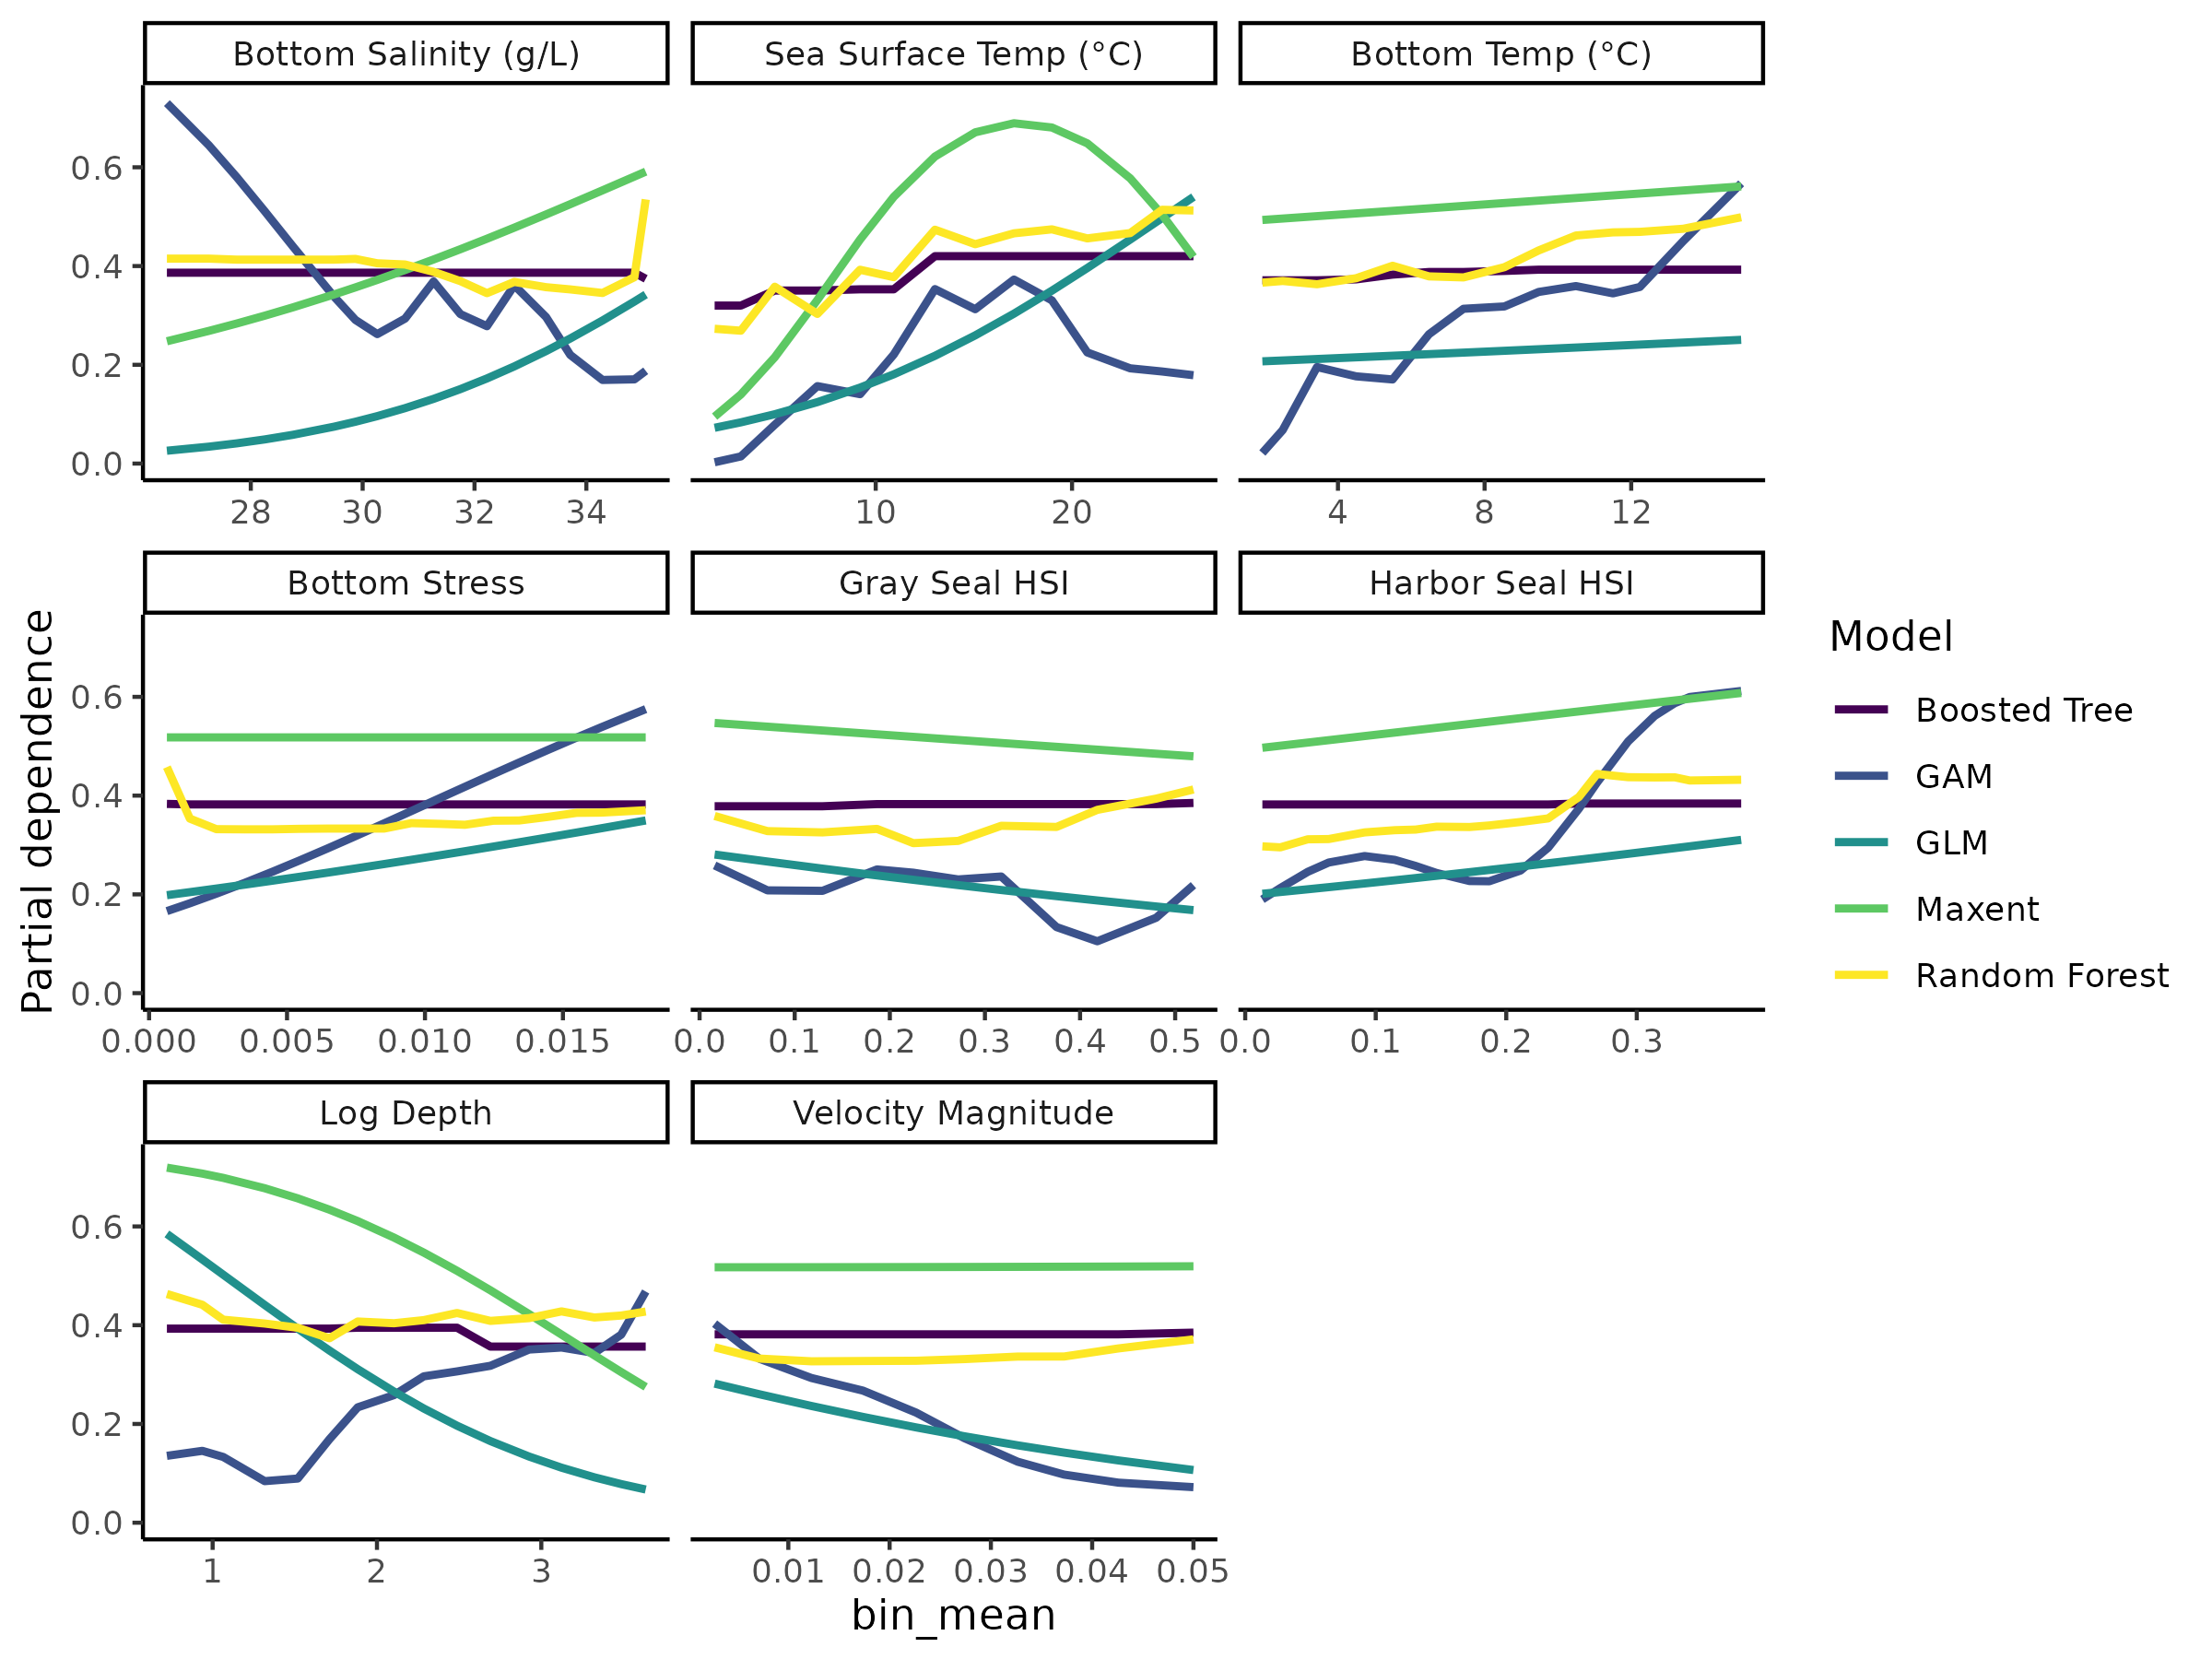 Bottom Salinity (g/L)
Sea Surface Temp (°C)
Bottom Temp (°C)
0.6
0.4
0.2
0.0
28 30 32 34
10 20
4 8 12
Bottom Stress
Gray Seal HSI
Harbor Seal HSI
Partial dependence
0.6
0.4
0.2
0.0
0.000 0.005 0.010 0.015
0.0 0.1 0.2 0.3 0.4 0.5
0.0 0.1 0.2 0.3
Log Depth
Velocity Magnitude
0.6
0.4
0.2
0.0
1 2 3
0.01 0.02 0.03 0.04 0.05
bin_mean
Model
Boosted Tree
GAM
GLM
Maxent
Random Forest